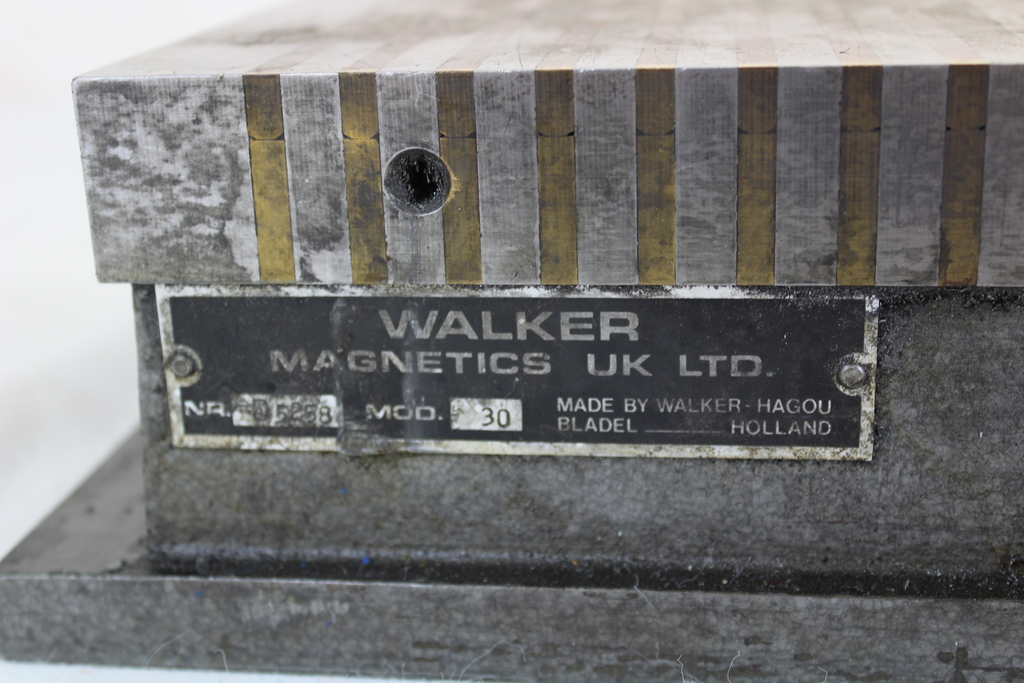 WALKER
MAGNETICS UK LTD.
NR. MOD. 30 MADE BY WALKER-HAGOU
BLADEL HOLLAND